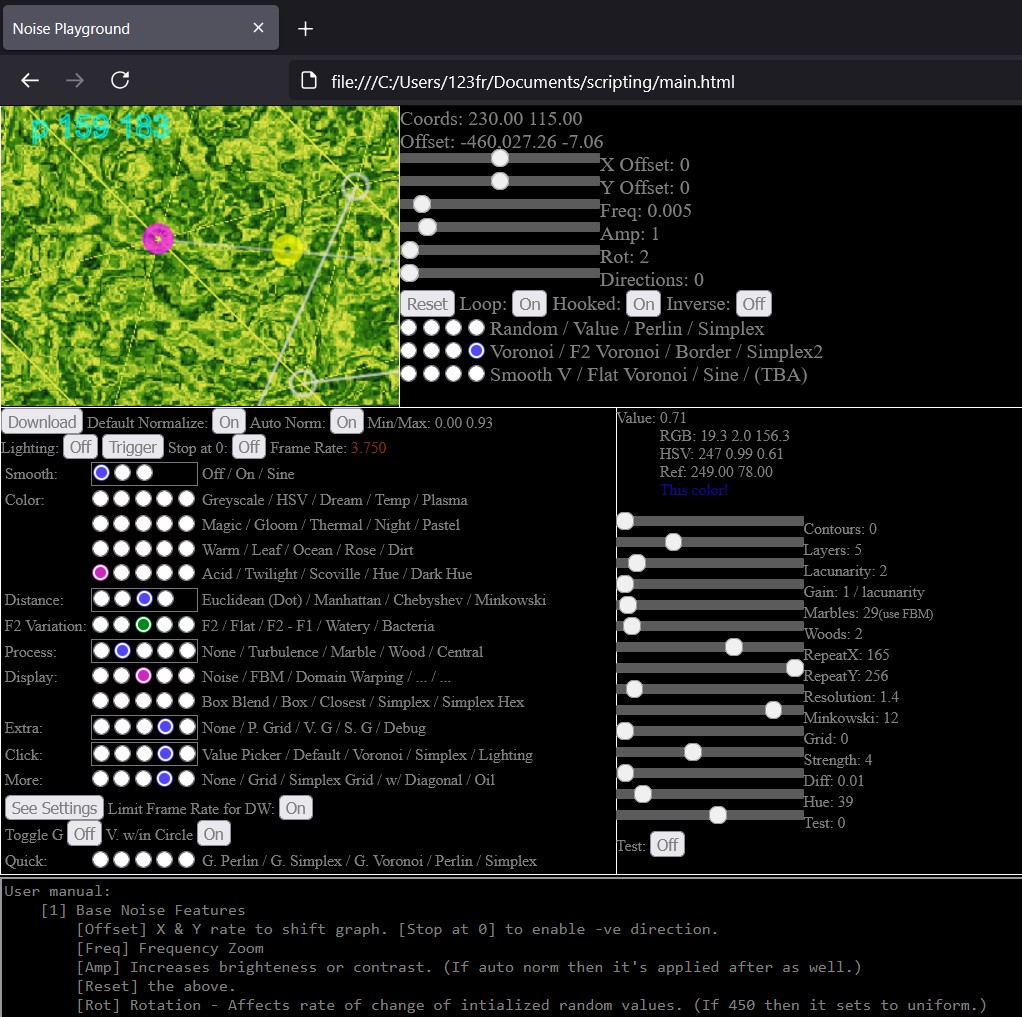 Noise Playground
file:///C:/Users/123fr/Documents/scripting/main.html
p 159 183
Coords: 230.00 115.00
Offset: -460,027.26 -7.06
X Offset: 0
Y Offset: 0
Freq: 0.005
Amp: 1
Rot: 2
Directions: 0
Reset Loop: On Hooked: On Inverse: Off
Random / Value / Perlin / Simplex
Voronoi / F2 Voronoi / Border / Simplex2
Smooth V / Flat Voronoi / Sine / (TBA)
Download Default Normalize: On Auto Norm: On Min/Max: 0.00 0.93
Lighting: Off Trigger Stop at 0: Off Frame Rate: 3.750
Smooth: Off / On / Sine
Color: Greyscale / HSV / Dream / Temp / Plasma
Magic / Gloom / Thermal / Night / Pastel
Warm / Leaf / Ocean / Rose / Dirt
Acid / Twilight / Scoville / Hue / Dark Hue
Distance: Euclidean (Dot) / Manhattan / Chebyshev / Minkowski
F2 Variation: F2 / Flat / F2 - F1 / Watery / Bacteria
Process: None / Turbulence / Marble / Wood / Central
Display: Noise / FBM / Domain Warping / ... / ...
Box Blend / Box / Closest / Simplex / Simplex Hex
Extra: None / P. Grid / V. G / S. G / Debug
Click: Value Picker / Default / Voronoi / Simplex / Lighting
More: None / Grid / Simplex Grid / w/ Diagonal / Oil
See Settings Limit Frame Rate for DW: On
Toggle G Off V. w/in Circle On
Quick: G. Perlin / G. Simplex / G. Voronoi / Perlin / Simplex
Value: 0.71
RGB: 19.3 2.0 156.3
HSV: 247 0.99 0.61
Ref: 249.00 78.00
This color!
Contours: 0
Layers: 5
Lacunarity: 2
Gain: 1 / lacunarity
Marbles: 29(use FBM)
Woods: 2
RepeatX: 165
RepeatY: 256
Resolution: 1.4
Minkowski: 12
Grid: 0
Strength: 4
Diff: 0.01
Hue: 39
Test: 0
Test: Off
User manual:
[1] Base Noise Features
[Offset] X & Y rate to shift graph. [Stop at 0] to enable -ve direction.
[Freq] Frequency Zoom
[Amp] Increases brightness or contrast. (If auto norm then it's applied after as well.)
[Reset] the above.
[Rot] Rotation - Affects rate of change of intialized random values. (If 450 then it sets to uniform.)